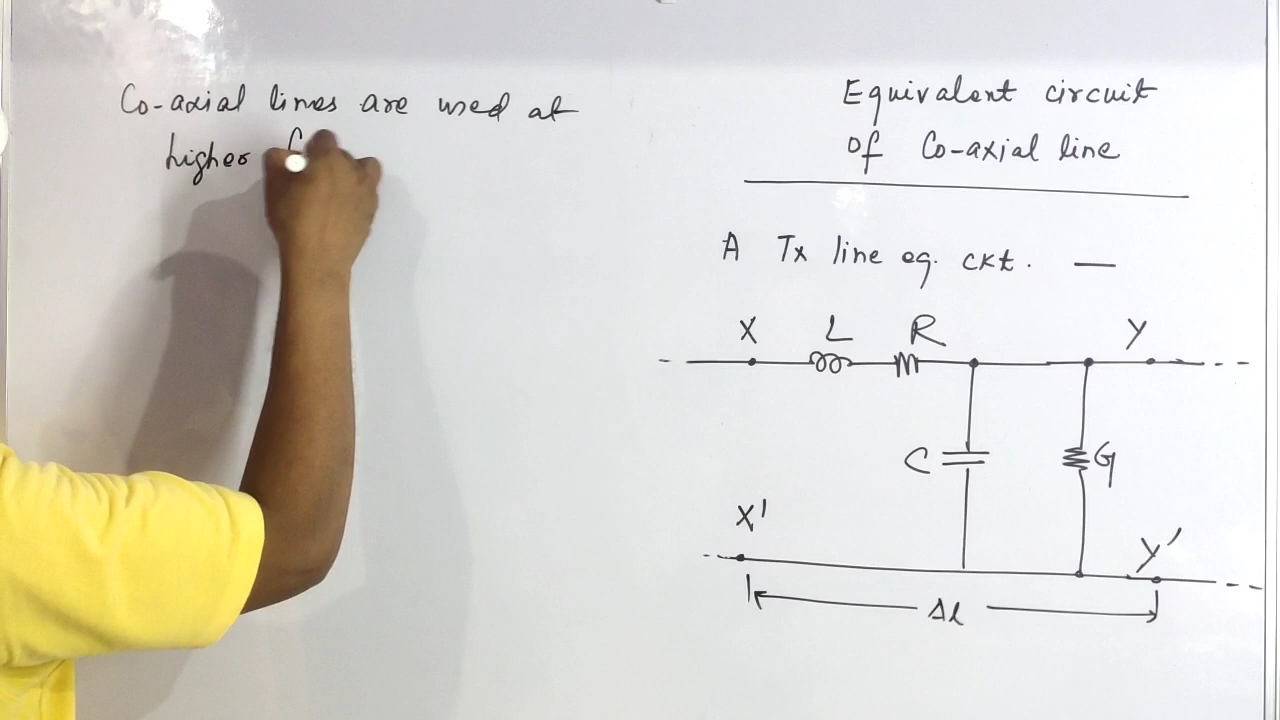 Co-axial lines are used at
higher f
Equivalent circuit
of Co-axial line
A Tx line eq. ckt. —
X L R Y
C G
X'
Y'
Δl